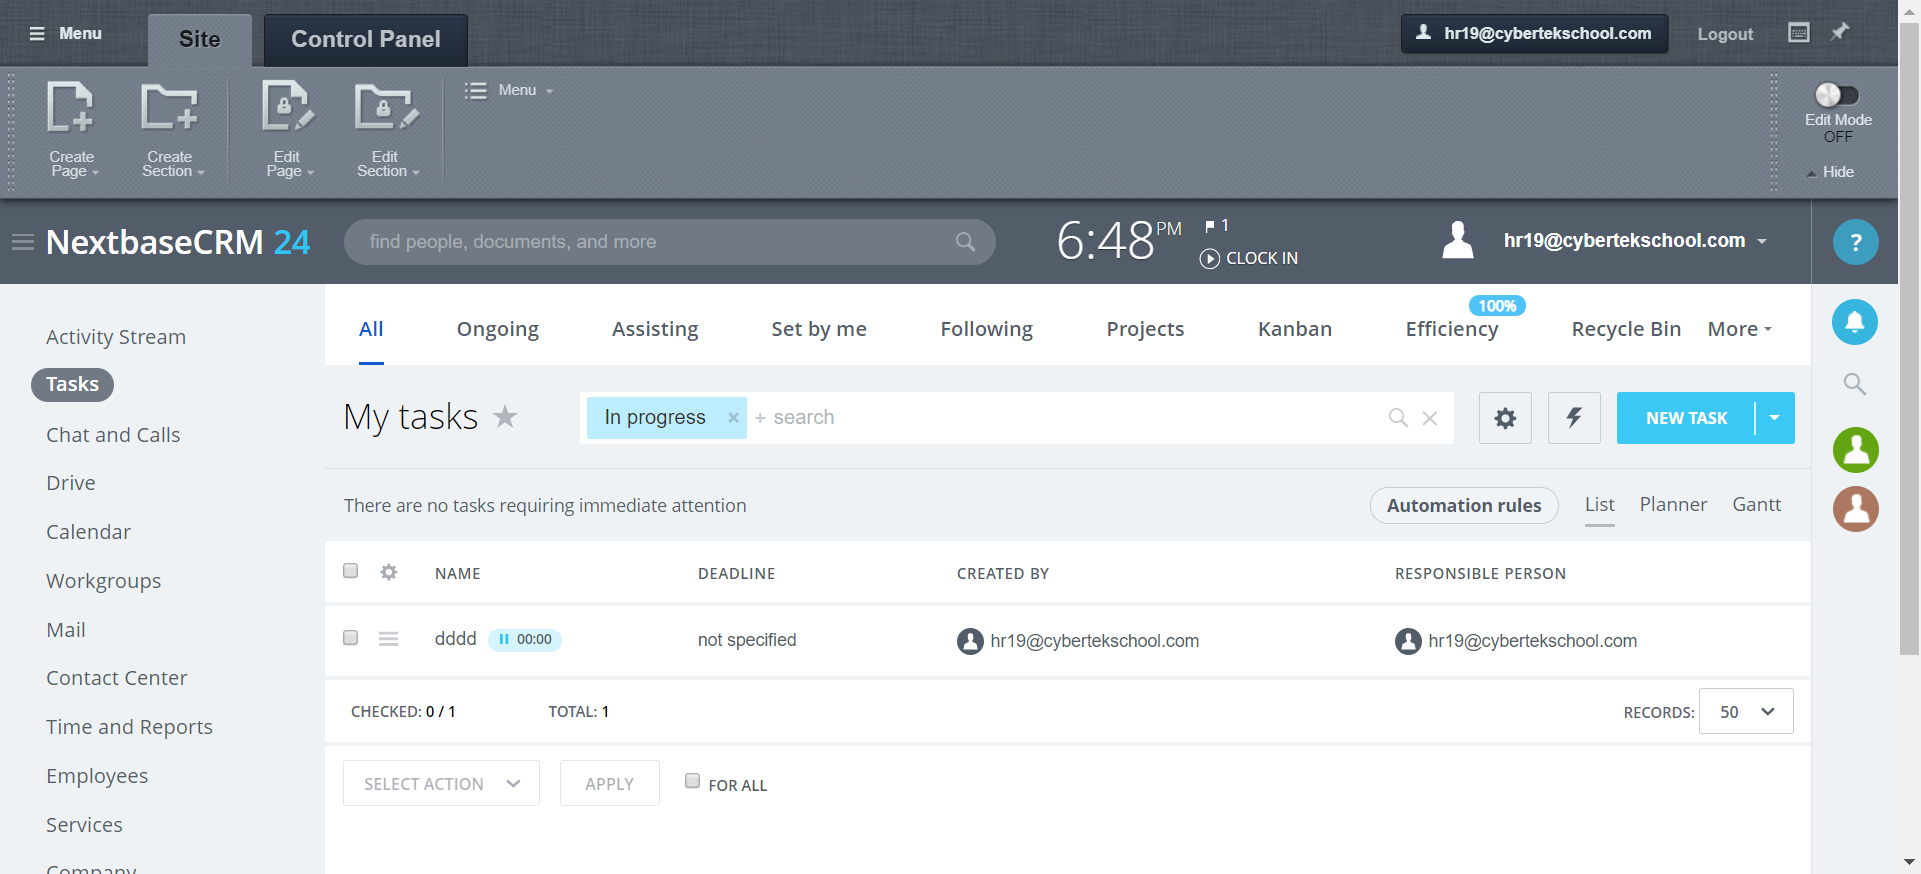 Menu
Site
Control Panel
hr19@cybertekschool.com
Logout
Create
Page
Create
Section
Edit
Page
Edit
Section
Menu
Edit Mode
OFF
Hide
NextbaseCRM 24
find people, documents, and more
6:48 PM
1
CLOCK IN
hr19@cybertekschool.com
?
Activity Stream
Tasks
Chat and Calls
Drive
Calendar
Workgroups
Mail
Contact Center
Time and Reports
Employees
Services
Company
All
Ongoing
Assisting
Set by me
Following
Projects
Kanban
Efficiency
100%
Recycle Bin
More
My tasks
In progress ×
+ search
NEW TASK
There are no tasks requiring immediate attention
Automation rules
List
Planner
Gantt
NAME
DEADLINE
CREATED BY
RESPONSIBLE PERSON
dddd
00:00
not specified
hr19@cybertekschool.com
hr19@cybertekschool.com
CHECKED: 0 / 1
TOTAL: 1
RECORDS: 50
SELECT ACTION
APPLY
FOR ALL